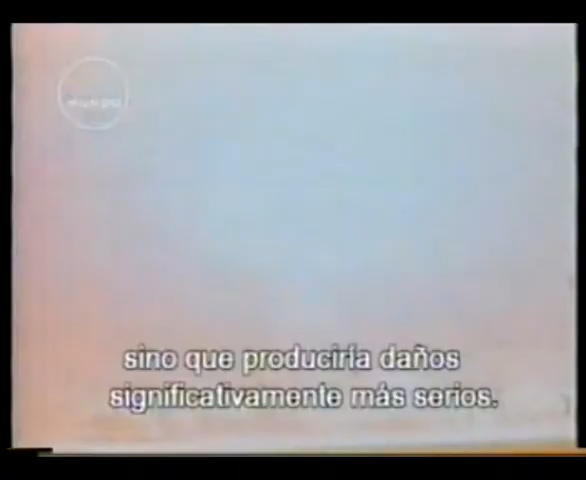 sino que produciría daños
significativamente más serios.